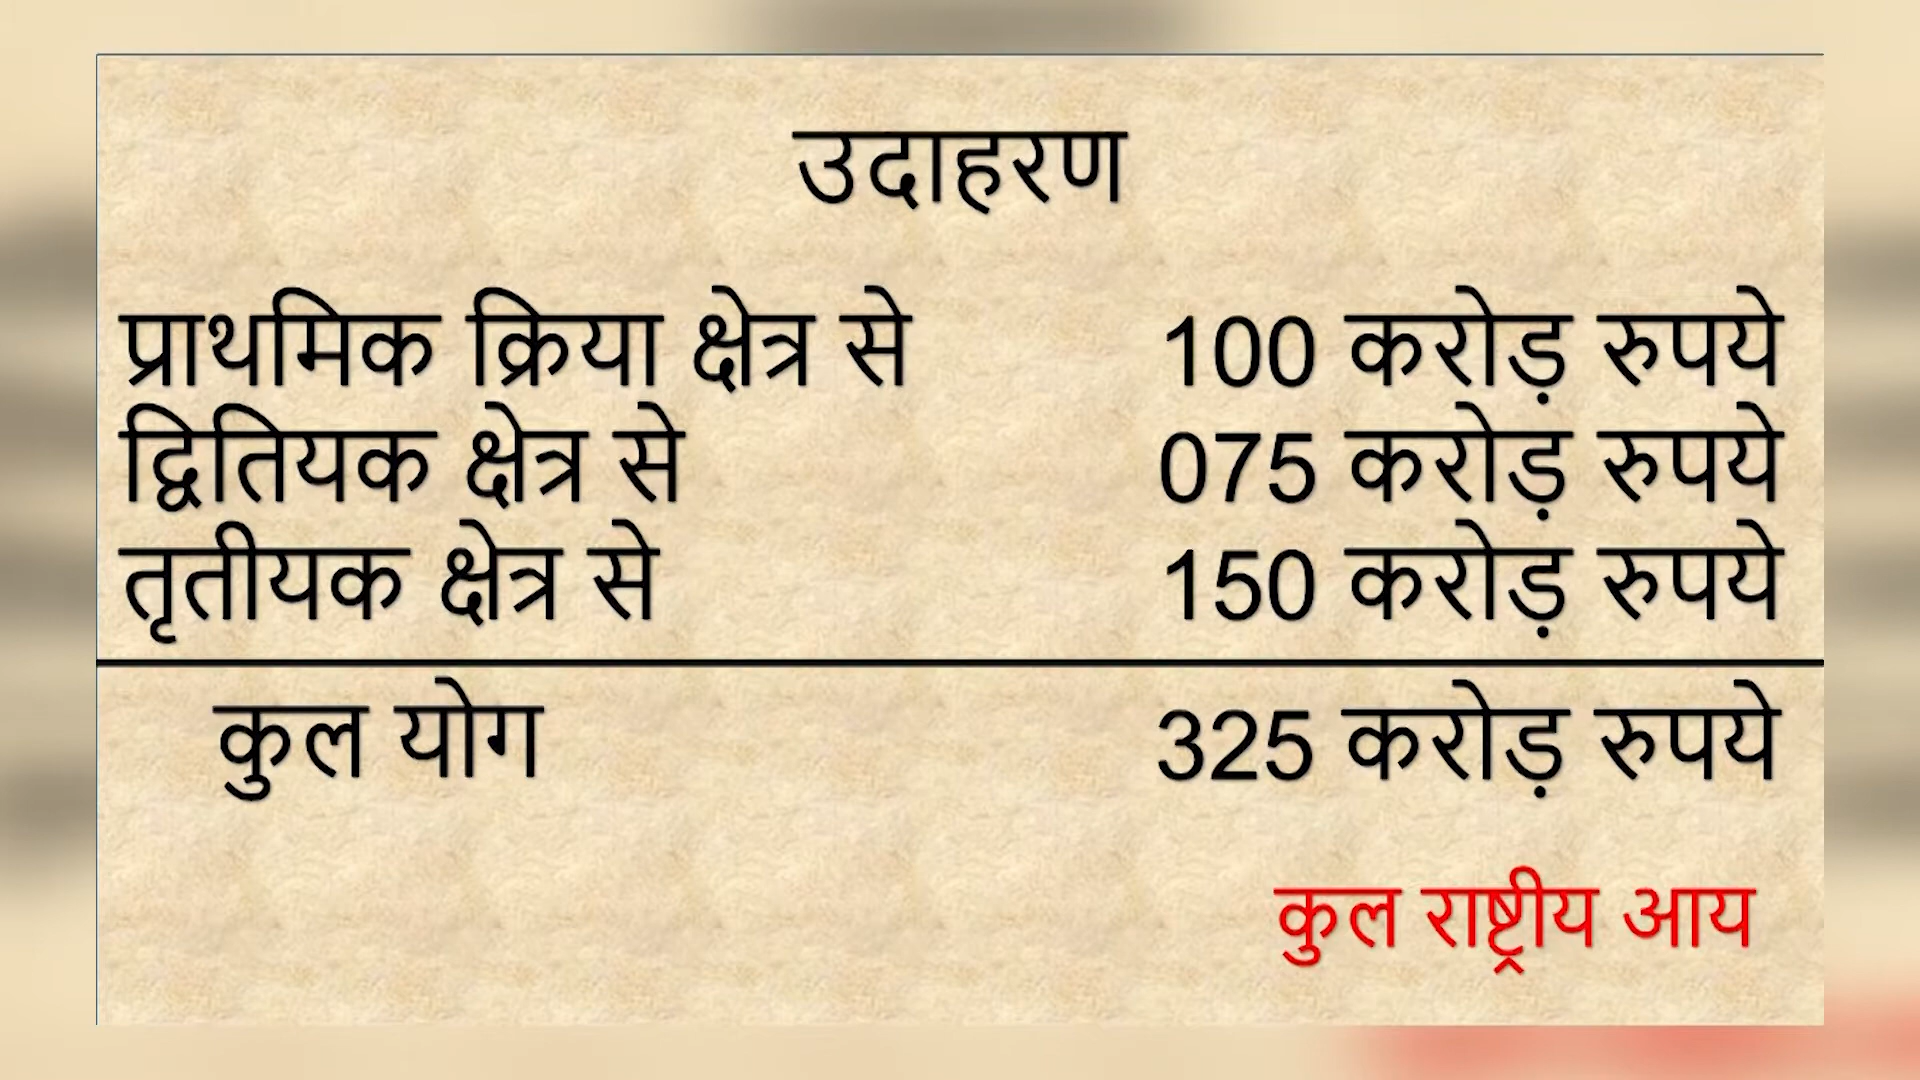 उदाहरण
प्राथमिक क्रिया क्षेत्र से 100 करोड़ रुपये
द्वितियक क्षेत्र से 075 करोड़ रुपये
तृतीयक क्षेत्र से 150 करोड़ रुपये
कुल योग 325 करोड़ रुपये
कुल राष्ट्रीय आय